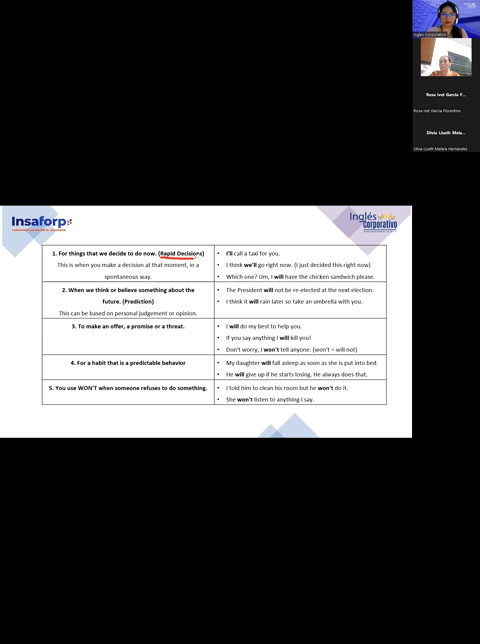 Inglés Corporativo
Rosa Ivet García F...
Rosa Ivet García Florentino
Silvia Liseth Mela...
Silvia Liseth Melara Hernández
Insaforp
Inglés
Corporativo
1. For things that we decide to do now. (Rapid Decisions)
This is when you make a decision at that moment, in a
spontaneous way.
• I'll call a taxi for you.
• I think we'll go right now. (I just decided this right now)
• Which one? Um, I will have the chicken sandwich please.
2. When we think or believe something about the
future. (Prediction)
This can be based on personal judgement or opinion.
• The President will not be re-elected at the next election.
• I think it will rain later so take an umbrella with you.
3. To make an offer, a promise or a threat.
• I will do my best to help you.
• If you say anything I will kill you!
• Don't worry, I won't tell anyone. (won't = will not)
4. For a habit that is a predictable behavior
• My daughter will fall asleep as soon as she is put into bed.
• He will give up if he starts losing. He always does that.
5. You use WON'T when someone refuses to do something.
• I told him to clean his room but he won't do it.
• She won't listen to anything I say.